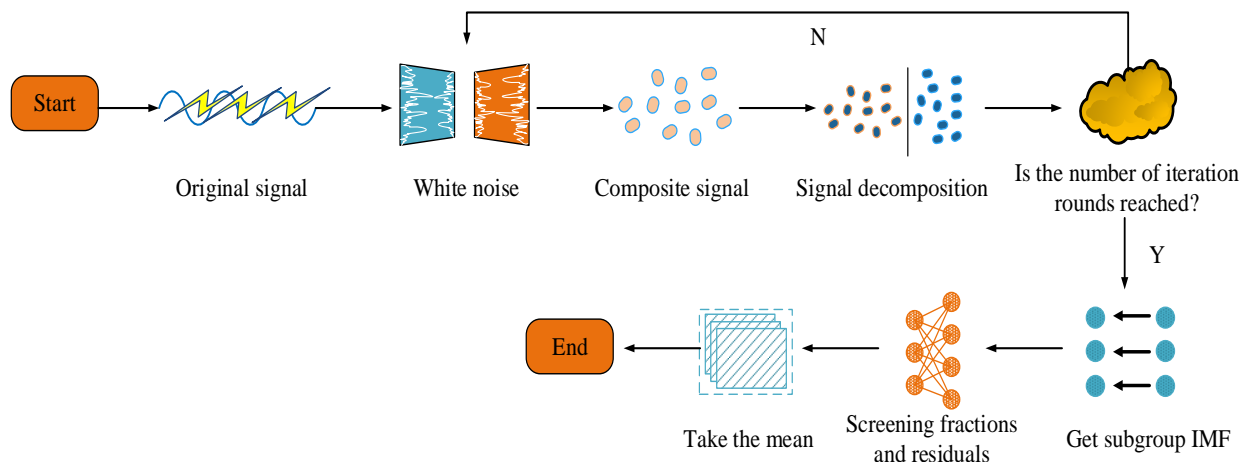 N
Start
Original signal
White noise
Composite signal
Signal decomposition
Is the number of iteration
rounds reached?
Y
End
Take the mean
Screening fractions
and residuals
Get subgroup IMF